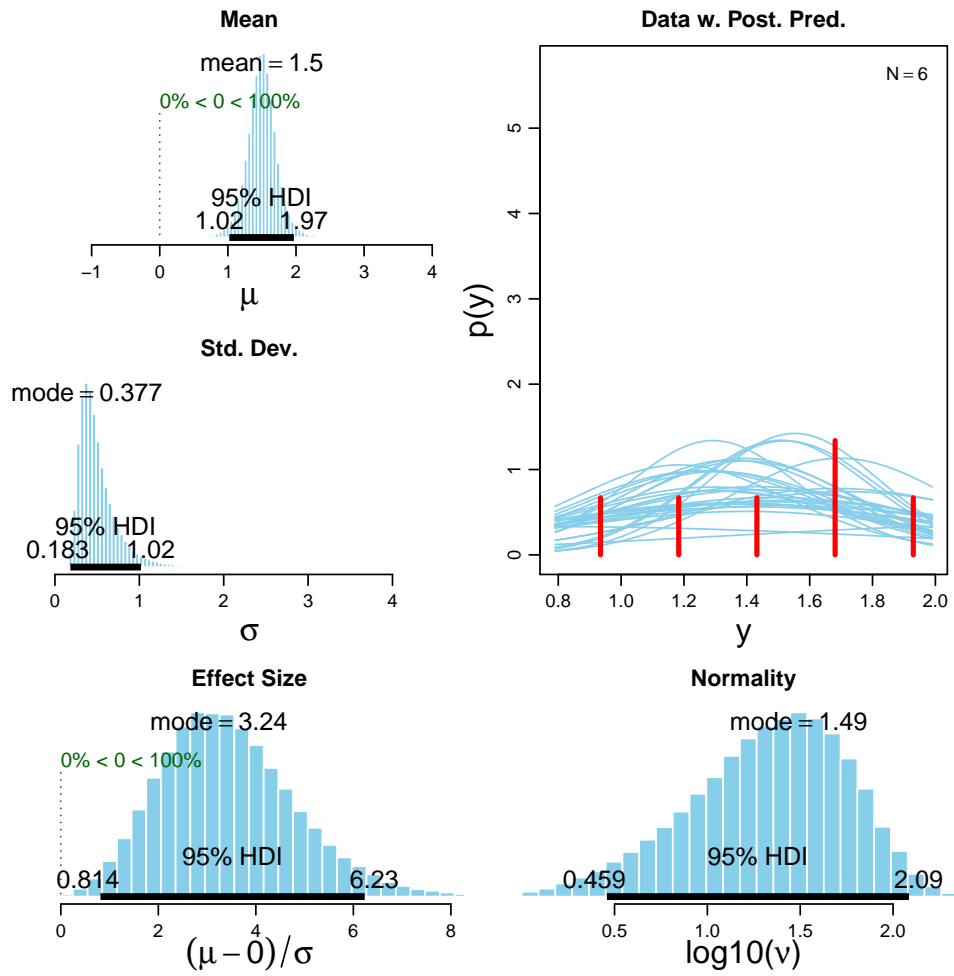 Mean
mean = 1.5
0% < 0 < 100%
95% HDI
1.02 1.97
−1 0 1 2 3 4
μ
Data w. Post. Pred.
N = 6
p(y)
5
4
3
2
1
0
0.8 1.0 1.2 1.4 1.6 1.8 2.0
y
Std. Dev.
mode = 0.377
95% HDI
0.183 1.02
0 1 2 3 4
σ
Effect Size
mode = 3.24
0% < 0 < 100%
95% HDI
0.814 6.23
0 2 4 6 8
(μ − 0)/σ
Normality
mode = 1.49
95% HDI
0.459 2.09
0.5 1.0 1.5 2.0
log10(ν)